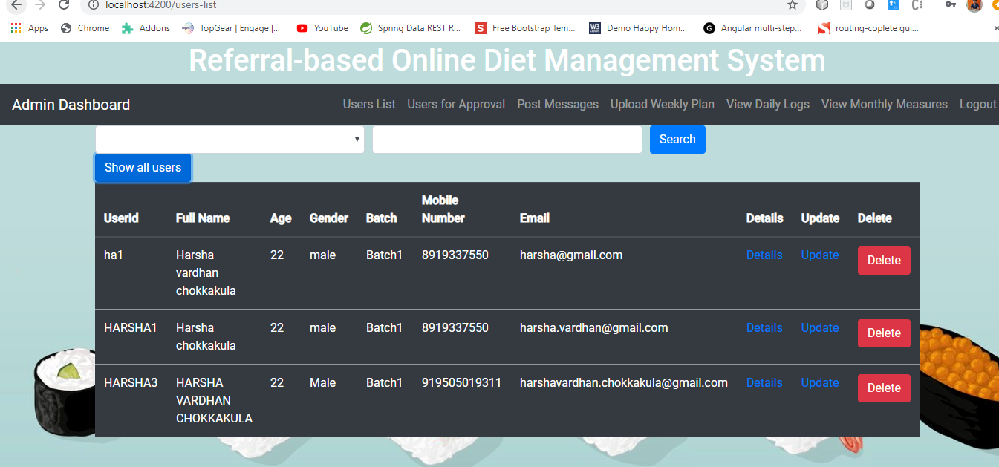 localhost:4200/users-list
Apps Chrome Addons TopGear | Engage |... YouTube Spring Data REST R... S Free Bootstrap Tem... W3 Demo Happy Hom... G Angular multi-step... routing-coplete gui... »
Referral-based Online Diet Management System
Admin Dashboard Users List Users for Approval Post Messages Upload Weekly Plan View Daily Logs View Monthly Measures Logout
Search
Show all users
UserId Full Name Age Gender Batch Mobile Number Email Details Update Delete
ha1 Harsha vardhan chokkakula 22 male Batch1 8919337550 harsha@gmail.com Details Update Delete
HARSHA1 Harsha chokkakula 22 male Batch1 8919337550 harsha.vardhan@gmail.com Details Update Delete
HARSHA3 HARSHA VARDHAN CHOKKAKULA 22 Male Batch1 919505019311 harshavardhan.chokkakula@gmail.com Details Update Delete